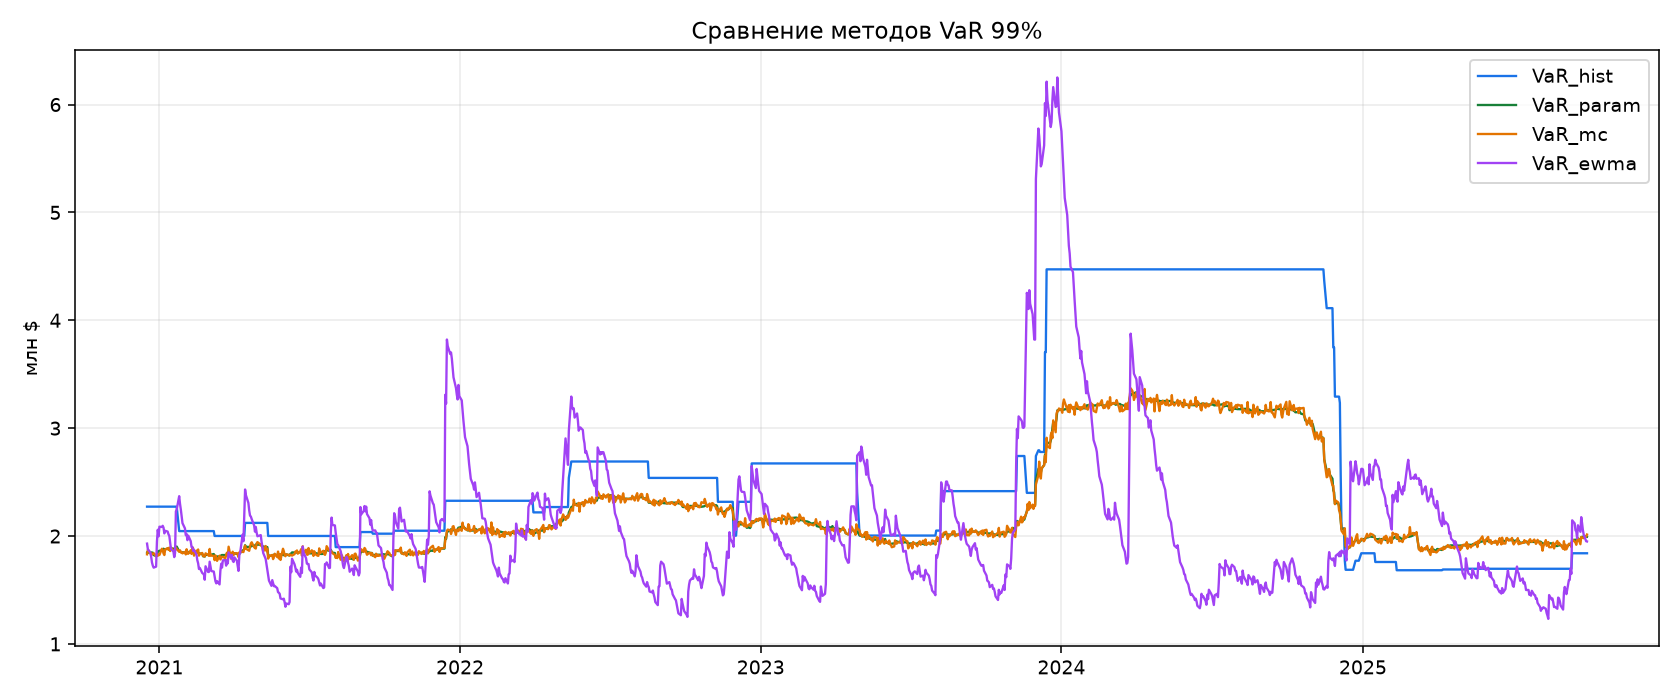 Сравнение методов VaR 99%
VaR_hist
VaR_param
VaR_mc
VaR_ewma
млн $
6
5
4
3
2
1
2021
2022
2023
2024
2025